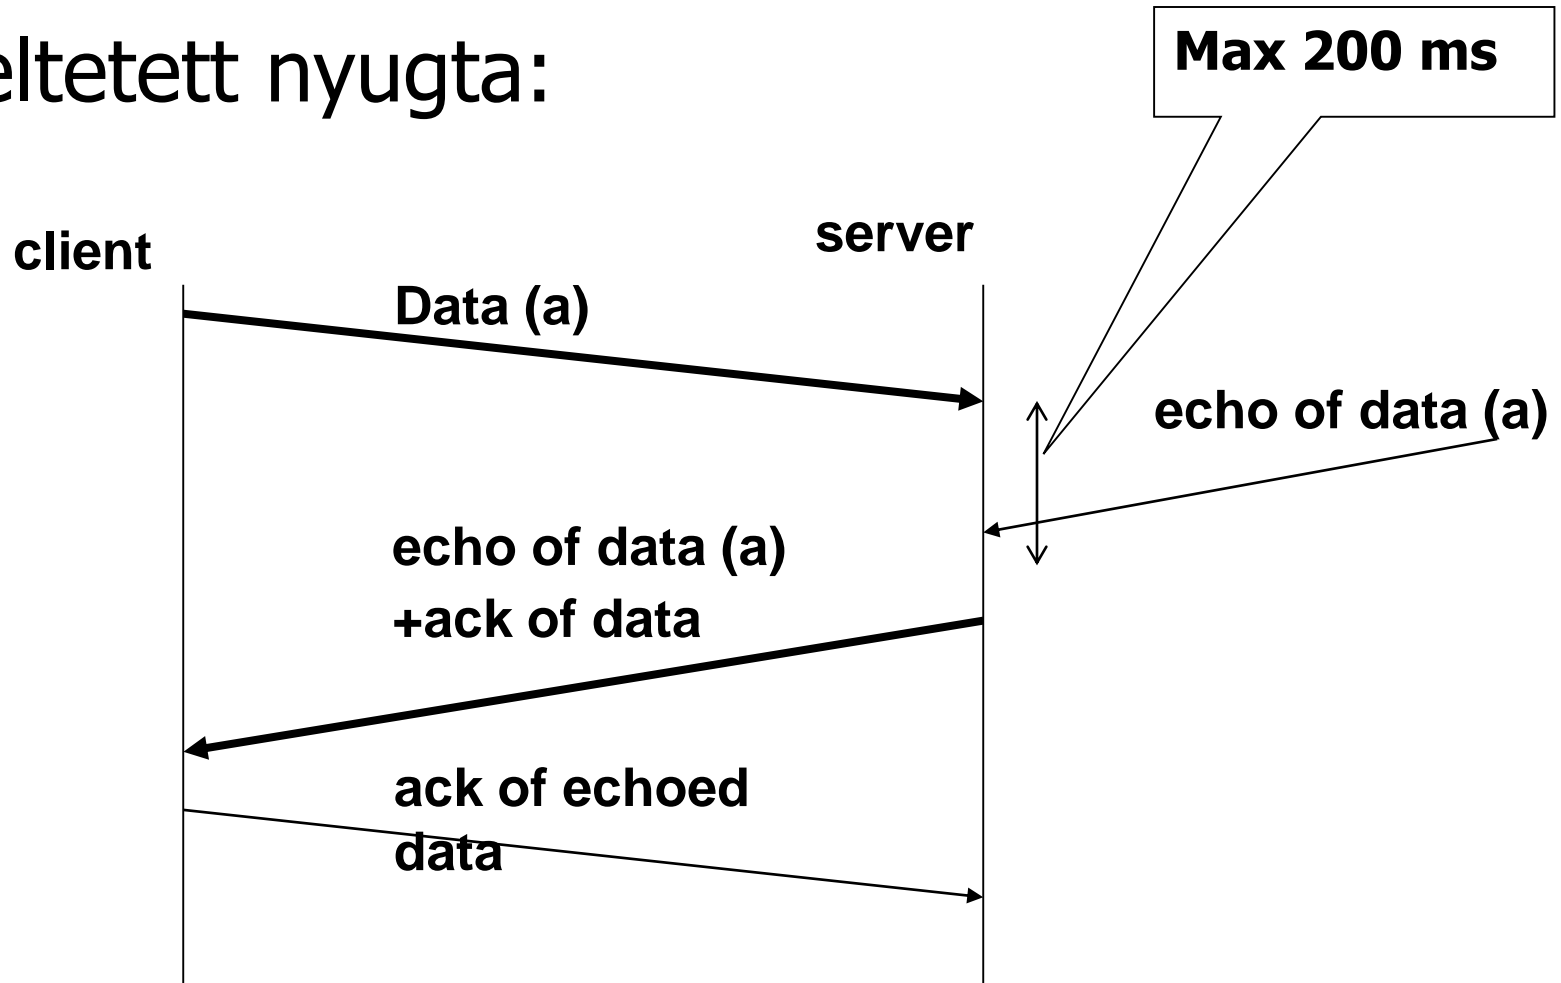 eltetett nyugta:
Max 200 ms
client
server
Data (a)
echo of data (a)
echo of data (a)
+ack of data
ack of echoed
data